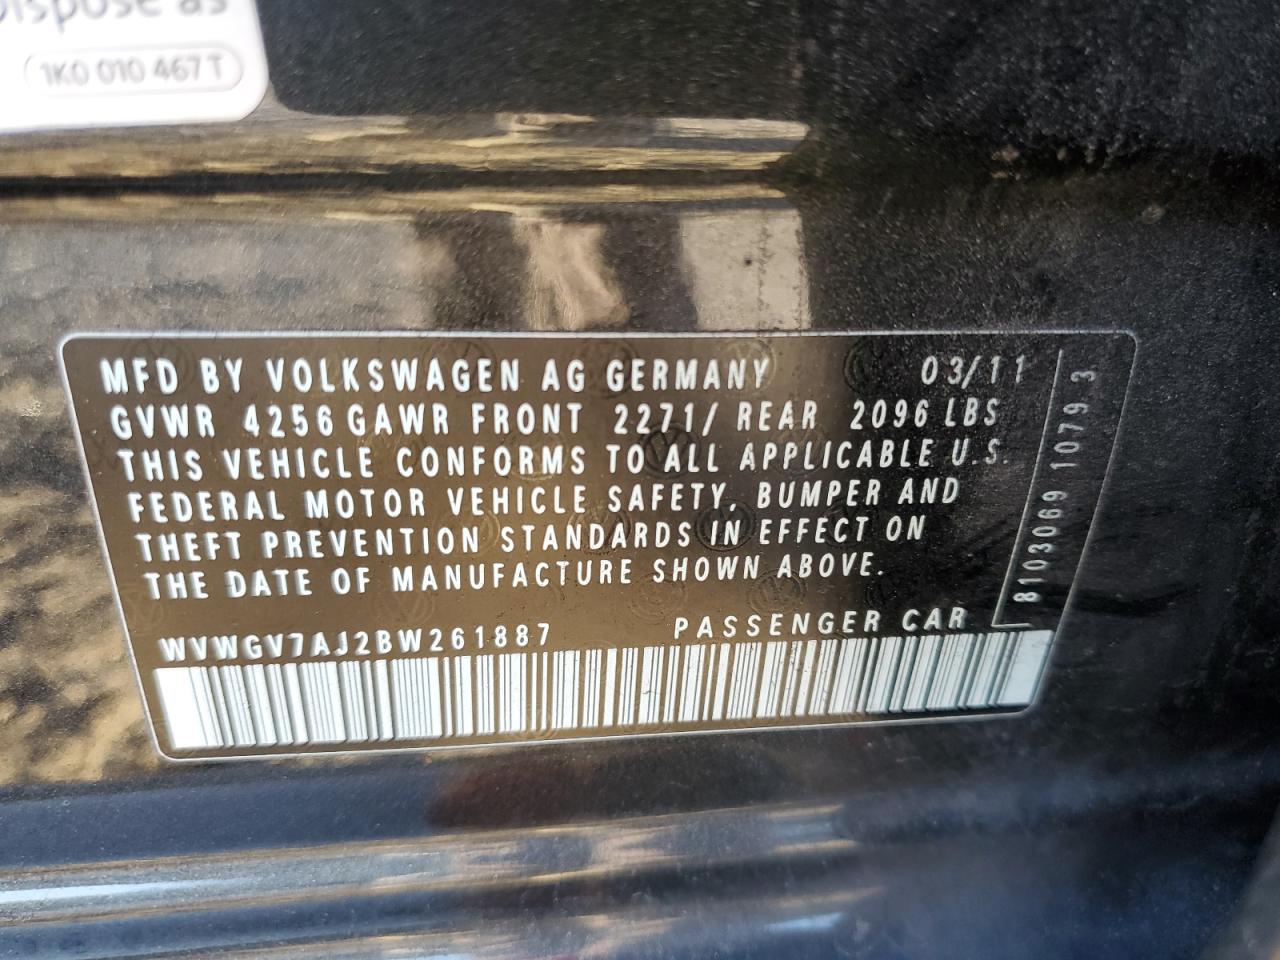 Dispose as
1K0 010 467 T
MFD BY VOLKSWAGEN AG GERMANY 03/11
GVWR 4256 GAWR FRONT 2271/ REAR 2096 LBS
THIS VEHICLE CONFORMS TO ALL APPLICABLE U.S.
FEDERAL MOTOR VEHICLE SAFETY, BUMPER AND
THEFT PREVENTION STANDARDS IN EFFECT ON
THE DATE OF MANUFACTURE SHOWN ABOVE.
WVWGV7AJ2BW261887 PASSENGER CAR
8103069 1079 3